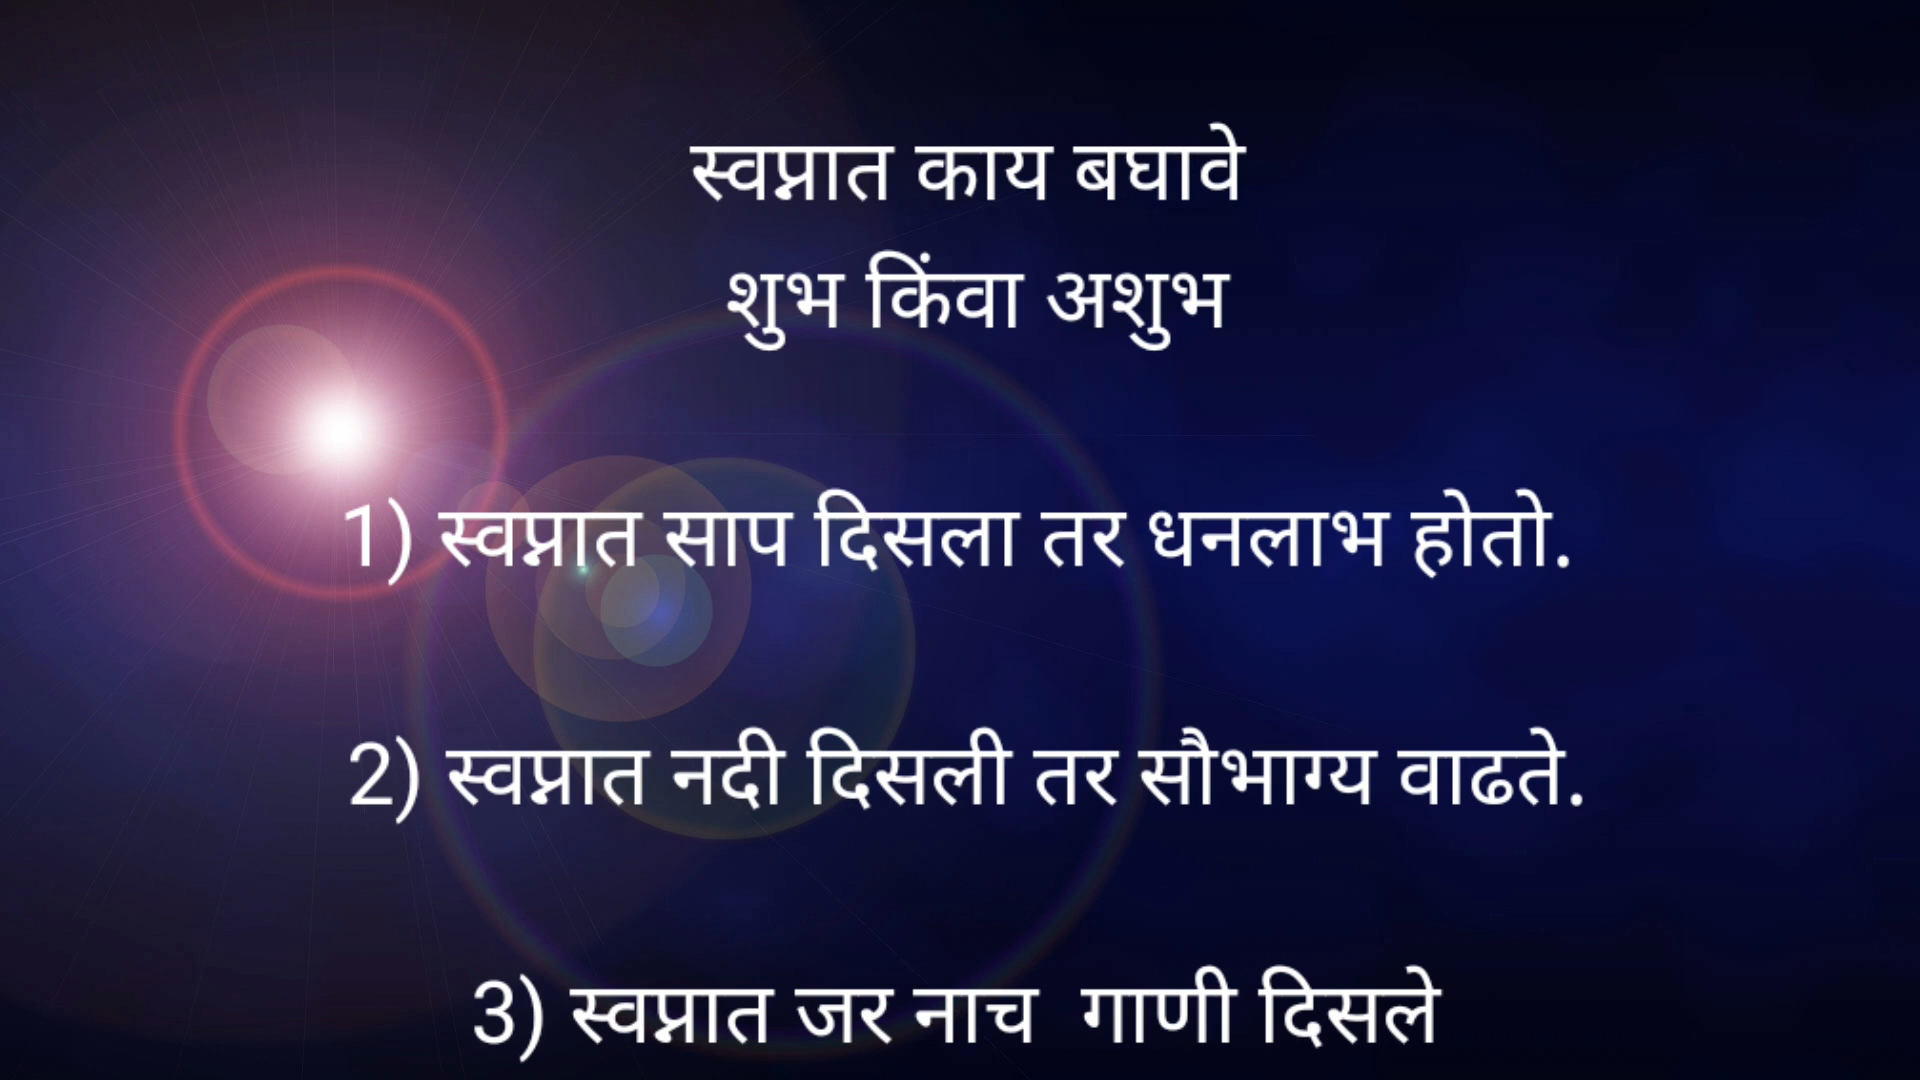 स्वप्नात काय बघावे
शुभ किंवा अशुभ
1) स्वप्नात साप दिसला तर धनलाभ होतो.
2) स्वप्नात नदी दिसली तर सौभाग्य वाढते.
3) स्वप्नात जर नाच  गाणी दिसले